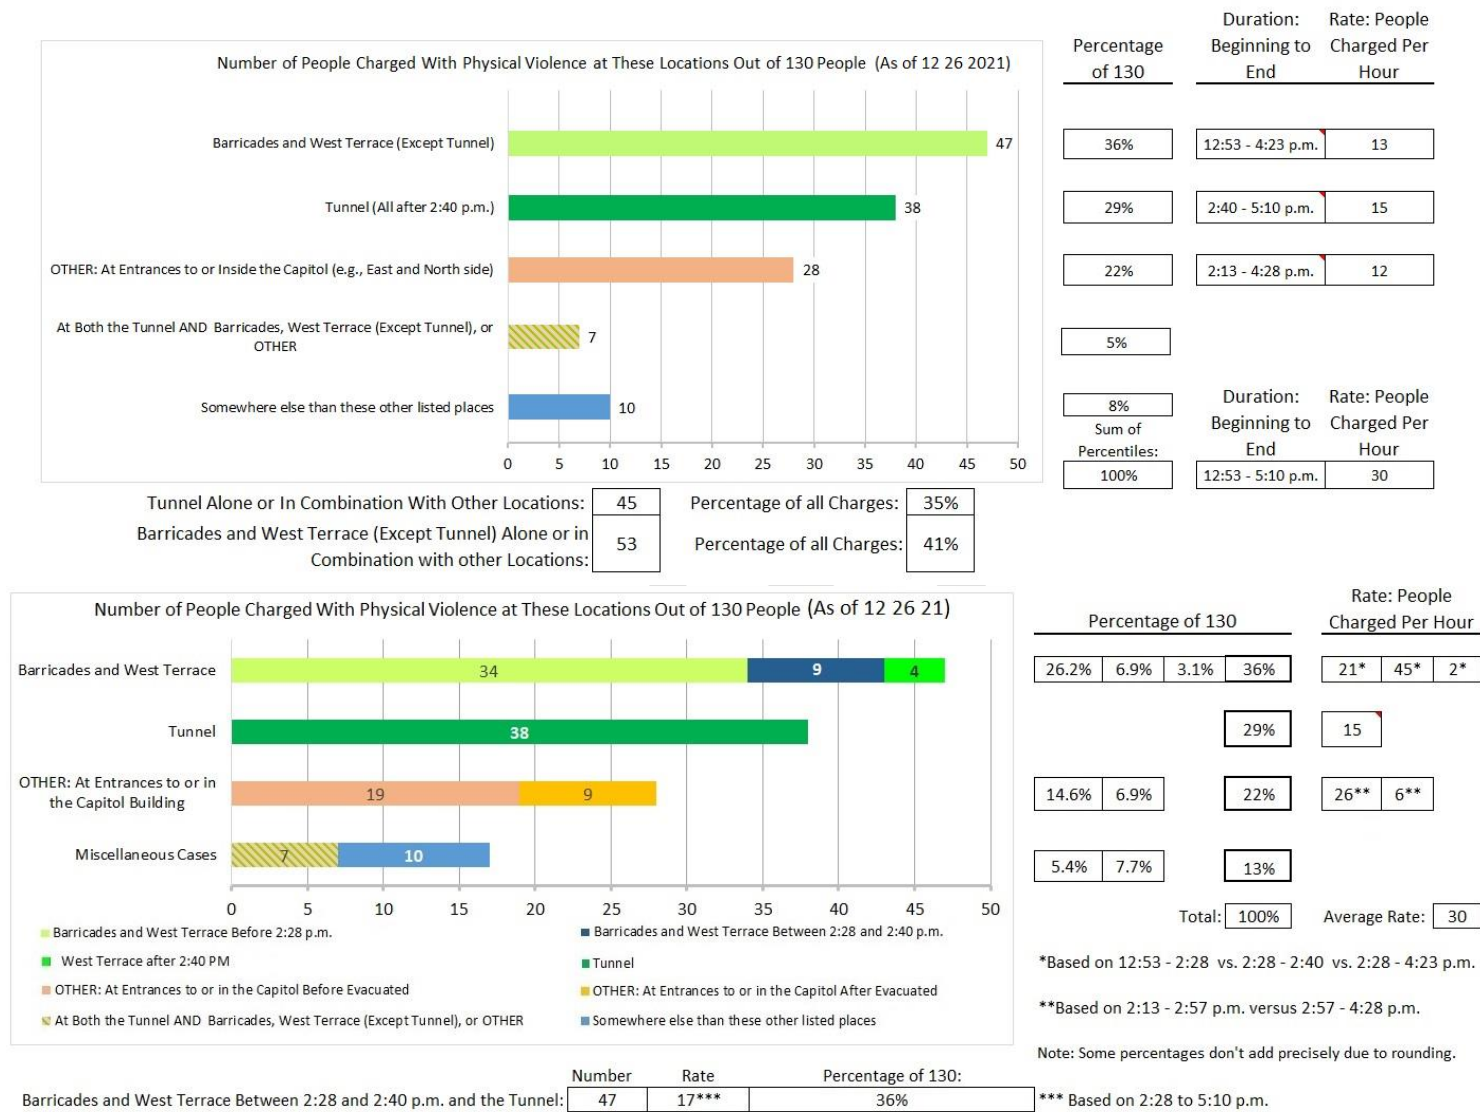 Duration: Rate: People
Percentage Beginning to Charged Per
of 130 End Hour
Number of People Charged With Physical Violence at These Locations Out of 130 People (As of 12 26 2021)
Barricades and West Terrace (Except Tunnel) 47 36% 12:53 - 4:23 p.m. 13
Tunnel (All after 2:40 p.m.) 38 29% 2:40 - 5:10 p.m. 15
OTHER: At Entrances to or Inside the Capitol (e.g., East and North side) 28 22% 2:13 - 4:28 p.m. 12
At Both the Tunnel AND Barricades, West Terrace (Except Tunnel), or
OTHER 7 5%
Somewhere else than these other listed places 10 8%
Duration: Rate: People
Sum of Beginning to Charged Per
Percentiles: End Hour
0 5 10 15 20 25 30 35 40 45 50 100% 12:53 - 5:10 p.m. 30
Tunnel Alone or In Combination With Other Locations: 45 Percentage of all Charges: 35%
Barricades and West Terrace (Except Tunnel) Alone or in
Combination with other Locations: 53 Percentage of all Charges: 41%
Number of People Charged With Physical Violence at These Locations Out of 130 People (As of 12 26 21)
Rate: People
Percentage of 130 Charged Per Hour
Barricades and West Terrace 34 9 4 26.2% 6.9% 3.1% 36% 21* 45* 2*
Tunnel 38 29% 15
OTHER: At Entrances to or in
the Capitol Building 19 9 14.6% 6.9% 22% 26** 6**
Miscellaneous Cases 7 10 5.4% 7.7% 13%
0 5 10 15 20 25 30 35 40 45 50
Total: 100% Average Rate: 30
Barricades and West Terrace Before 2:28 p.m. Barricades and West Terrace Between 2:28 and 2:40 p.m.
West Terrace after 2:40 PM Tunnel
OTHER: At Entrances to or in the Capitol Before Evacuated OTHER: At Entrances to or in the Capitol After Evacuated
At Both the Tunnel AND Barricades, West Terrace (Except Tunnel), or OTHER Somewhere else than these other listed places
*Based on 12:53 - 2:28 vs. 2:28 - 2:40 vs. 2:28 - 4:23 p.m.
**Based on 2:13 - 2:57 p.m. versus 2:57 - 4:28 p.m.
Note: Some percentages don't add precisely due to rounding.
Number Rate Percentage of 130:
Barricades and West Terrace Between 2:28 and 2:40 p.m. and the Tunnel: 47 17*** 36% *** Based on 2:28 to 5:10 p.m.